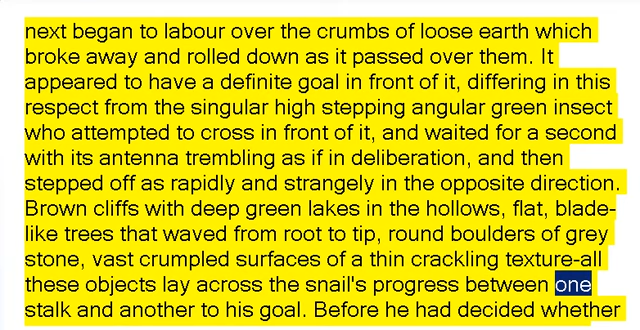 next began to labour over the crumbs of loose earth which
broke away and rolled down as it passed over them. It
appeared to have a definite goal in front of it, differing in this
respect from the singular high stepping angular green insect
who attempted to cross in front of it, and waited for a second
with its antenna trembling as if in deliberation, and then
stepped off as rapidly and strangely in the opposite direction.
Brown cliffs with deep green lakes in the hollows, flat, blade-
like trees that waved from root to tip, round boulders of grey
stone, vast crumpled surfaces of a thin crackling texture-all
these objects lay across the snail's progress between one
stalk and another to his goal. Before he had decided whether